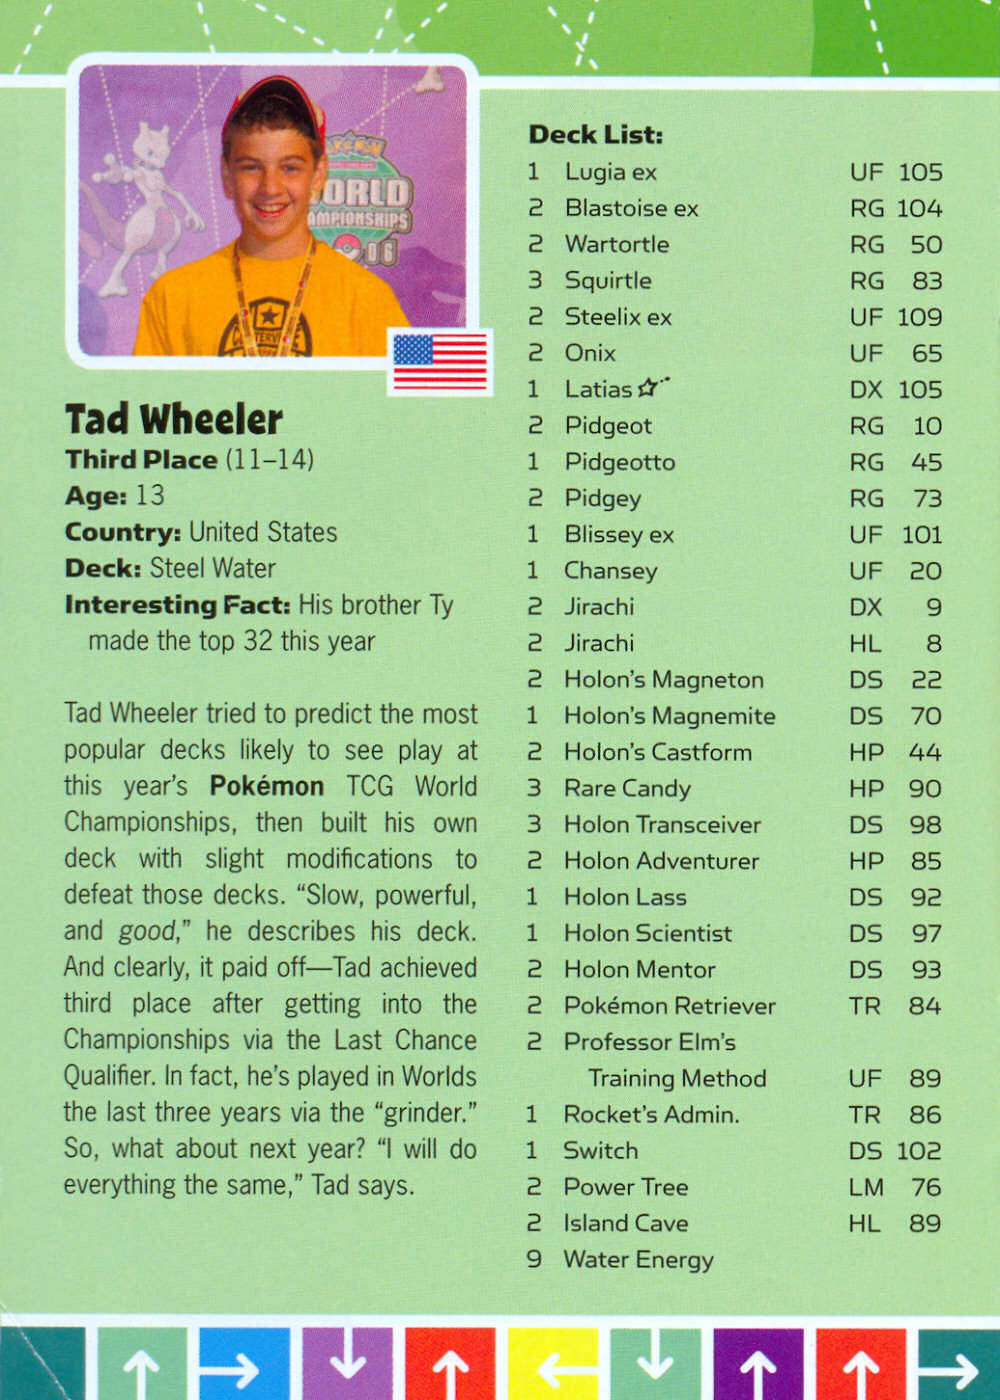 POKéMON
WORLD
CHAMPIONSHIPS
06
Tad Wheeler
Third Place (11–14)
Age: 13
Country: United States
Deck: Steel Water
Interesting Fact: His brother Ty
made the top 32 this year
Tad Wheeler tried to predict the most
popular decks likely to see play at
this year's Pokémon TCG World
Championships, then built his own
deck with slight modifications to
defeat those decks. “Slow, powerful,
and good,” he describes his deck.
And clearly, it paid off—Tad achieved
third place after getting into the
Championships via the Last Chance
Qualifier. In fact, he's played in Worlds
the last three years via the “grinder.”
So, what about next year? “I will do
everything the same,” Tad says.
Deck List:
1 Lugia ex UF 105
2 Blastoise ex RG 104
2 Wartortle RG 50
3 Squirtle RG 83
2 Steelix ex UF 109
2 Onix UF 65
1 Latias ☆ DX 105
2 Pidgeot RG 10
1 Pidgeotto RG 45
2 Pidgey RG 73
1 Blissey ex UF 101
1 Chansey UF 20
2 Jirachi DX 9
2 Jirachi HL 8
2 Holon's Magneton DS 22
1 Holon's Magnemite DS 70
2 Holon's Castform HP 44
3 Rare Candy HP 90
3 Holon Transceiver DS 98
2 Holon Adventurer HP 85
1 Holon Lass DS 92
1 Holon Scientist DS 97
2 Holon Mentor DS 93
2 Pokémon Retriever TR 84
2 Professor Elm's
Training Method UF 89
1 Rocket's Admin. TR 86
1 Switch DS 102
2 Power Tree LM 76
2 Island Cave HL 89
9 Water Energy